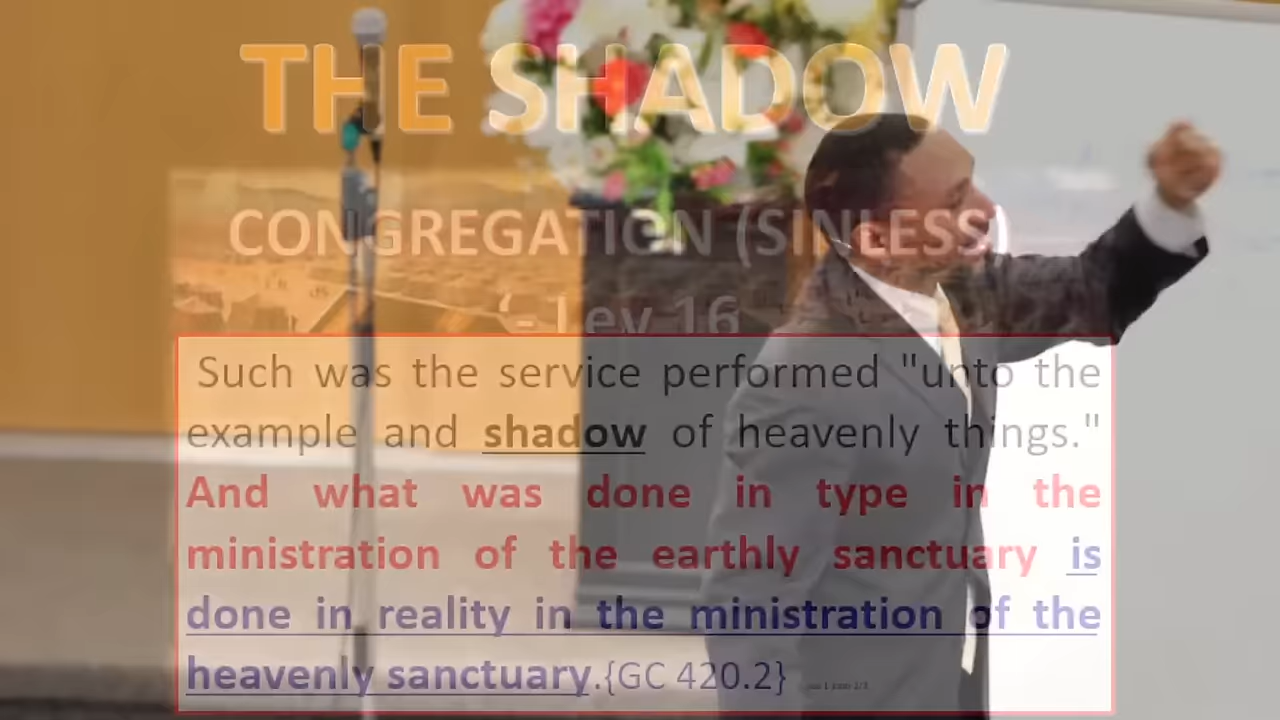 THE SHADOW
CONGREGATION (SINLESS)
- Lev 16
Such was the service performed "unto the
example and shadow of heavenly things."
And what was done in type in the
ministration of the earthly sanctuary is
done in reality in the ministration of the
heavenly sanctuary.{GC 420.2}